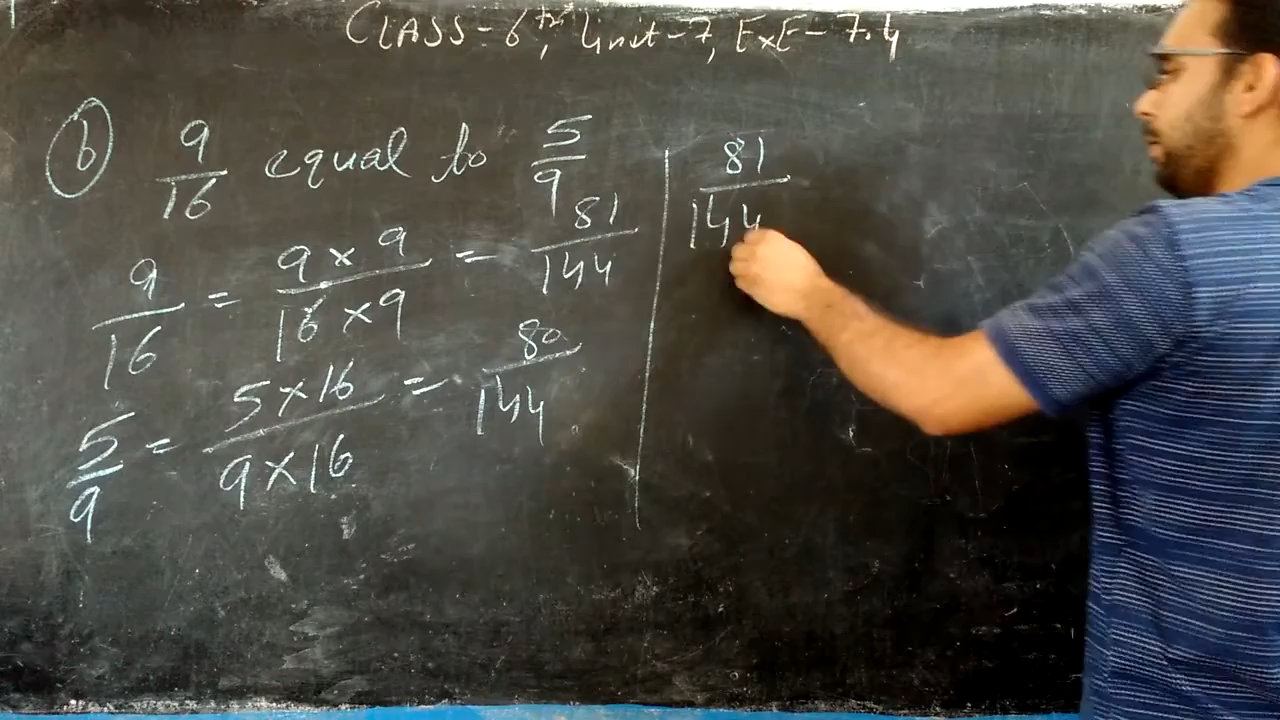 CLASS-6th, Unit-7, ExE-7.4
(b) 9/16 equal to 5/9
9/16 = 9×9/16×9 = 81/144
5/9 = 5×16/9×16 = 80/144
81/144